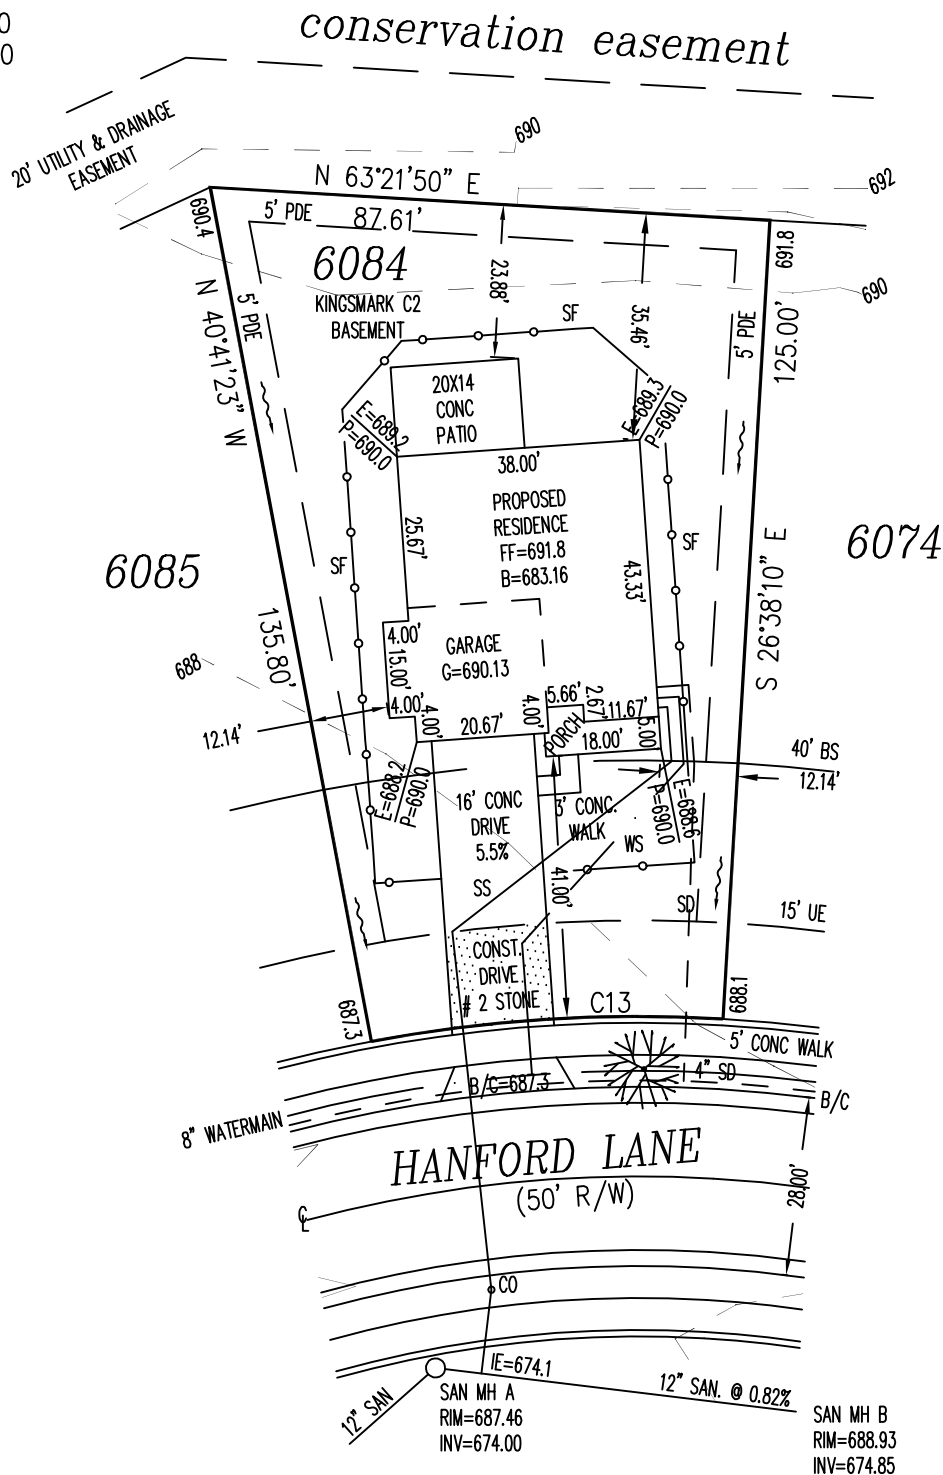 0
0
conservation easement
20' UTILITY & DRAINAGE
EASEMENT
690
692
N 63°21'50" E
5' PDE
87.61'
690.4
691.8
6084
KINGSMARK C2
BASEMENT
23.88'
35.46'
690
N 40°41'23" W
5' PDE
5' PDE
125.00'
SF
20X14
CONC
PATIO
E=689.2
P=690.0
E=689.3
P=690.0
38.00'
PROPOSED
RESIDENCE
FF=691.8
B=683.16
25.67'
43.33'
SF
SF
6085
6074
S 26°38'10" E
135.80'
688
12.14'
4.00'
15.00'
4.00'
4.00'
GARAGE
G=690.13
20.67'
4.00'
5.66'
2.67'
11.67'
PORCH
18.00'
5.00'
40' BS
12.14'
E=688.2
P=690.0
P=690.0
E=688.6
16' CONC
DRIVE
5.5%
3' CONC.
WALK
WS
SS
41.00'
SD
15' UE
CONST.
DRIVE
# 2 STONE
C13
687.3
688.1
5' CONC WALK
4" SD
B/C=687.3
B/C
8" WATERMAIN
HANFORD LANE
(50' R/W)
28.00'
CL
CO
IE=674.1
12" SAN
SAN MH A
RIM=687.46
INV=674.00
12" SAN. @ 0.82%
SAN MH B
RIM=688.93
INV=674.85